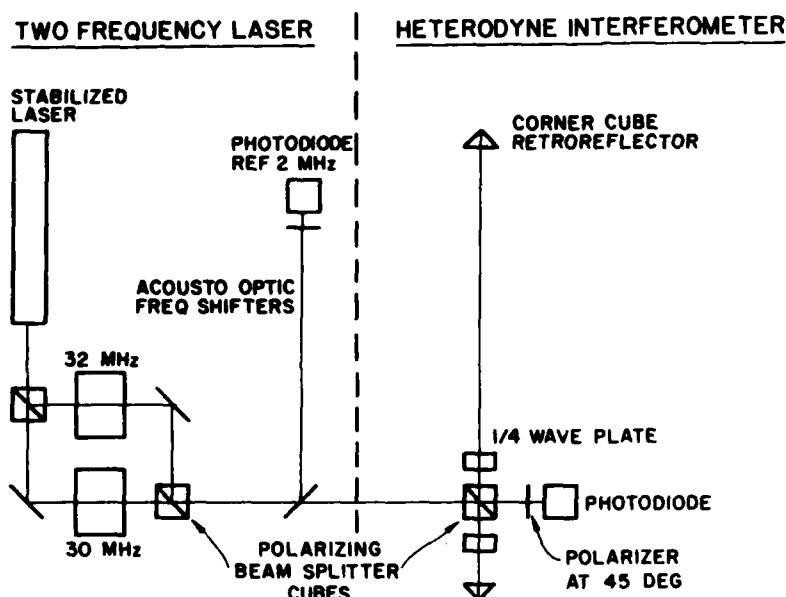 TWO FREQUENCY LASER
HETERODYNE INTERFEROMETER
STABILIZED
LASER
PHOTODIODE
REF 2 MHz
CORNER CUBE
RETROREFLECTOR
ACOUSTO OPTIC
FREQ SHIFTERS
32 MHz
1/4 WAVE PLATE
PHOTODIODE
30 MHz
POLARIZING
BEAM SPLITTER
CUBES
POLARIZER
AT 45 DEG